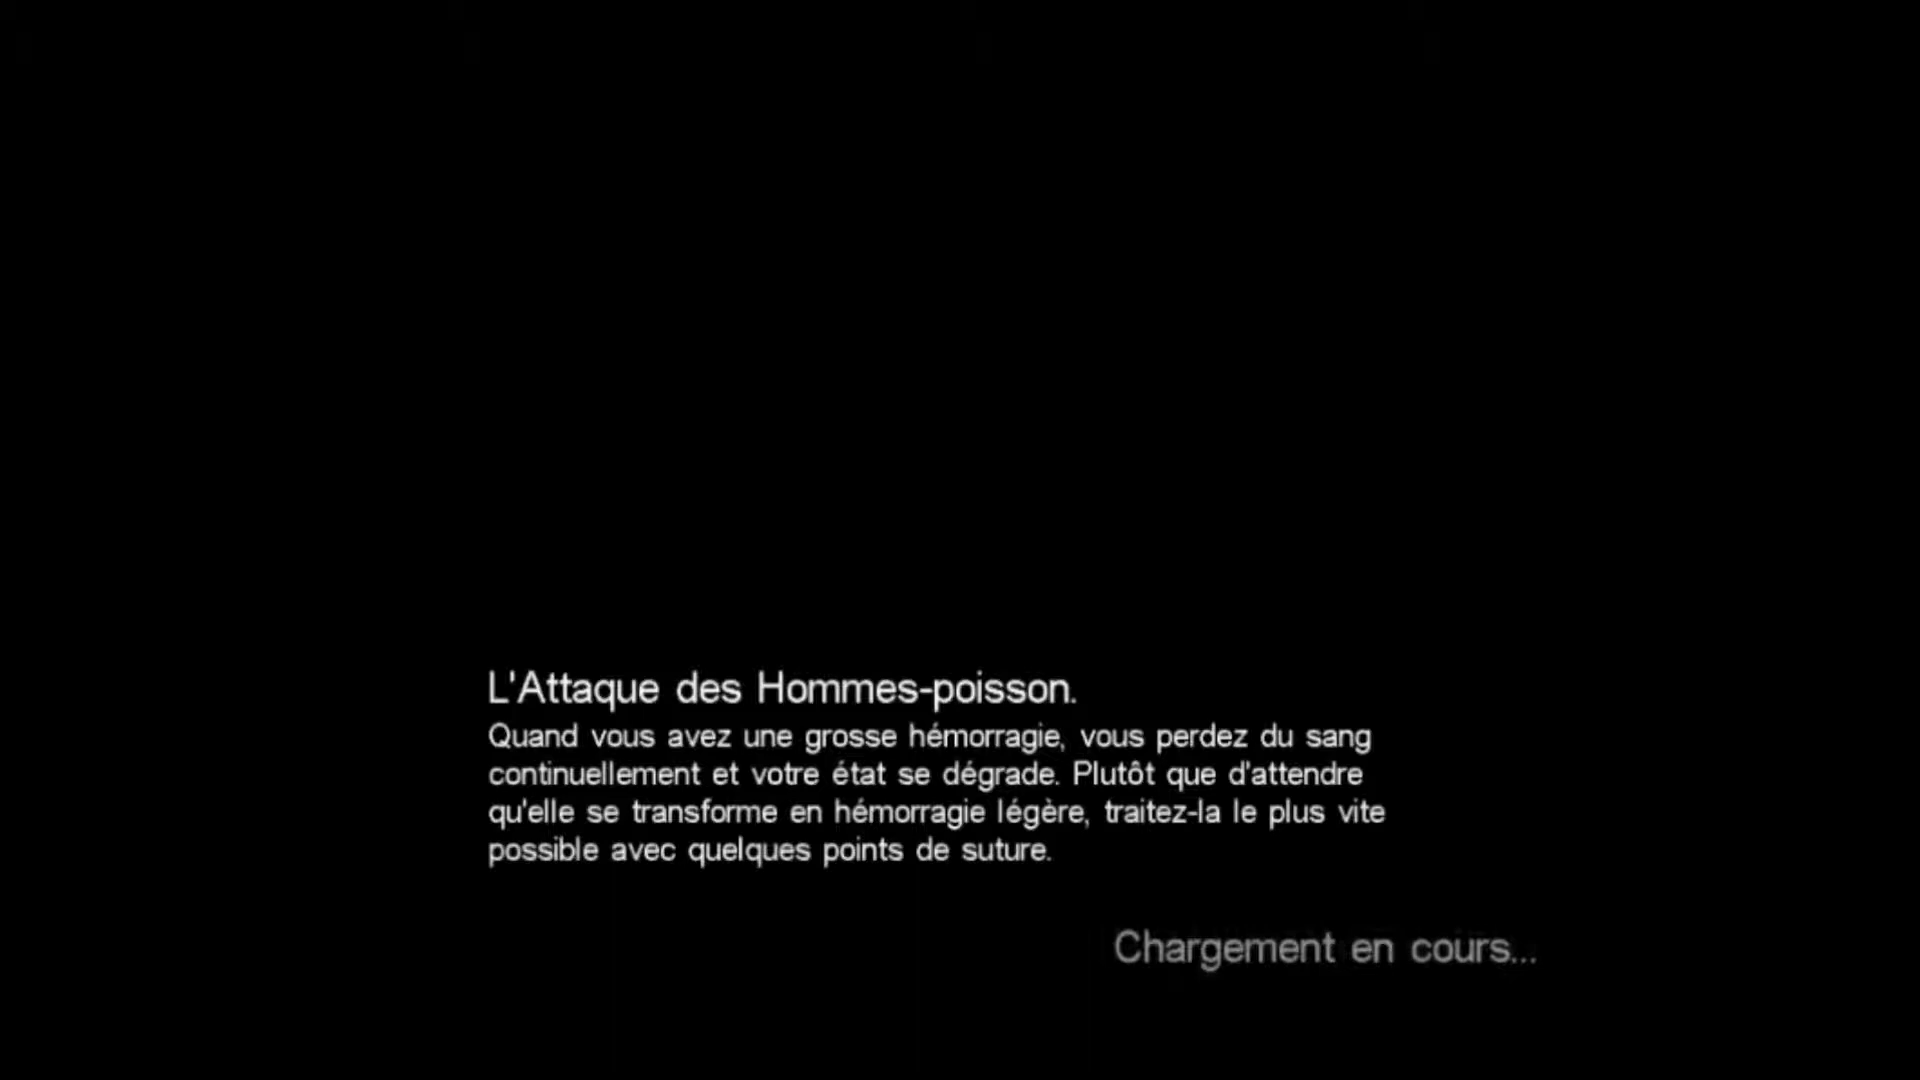 L'Attaque des Hommes-poisson.
Quand vous avez une grosse hémorragie, vous perdez du sang
continuellement et votre état se dégrade. Plutôt que d'attendre
qu'elle se transforme en hémorragie légère, traitez-la le plus vite
possible avec quelques points de suture.
Chargement en cours...